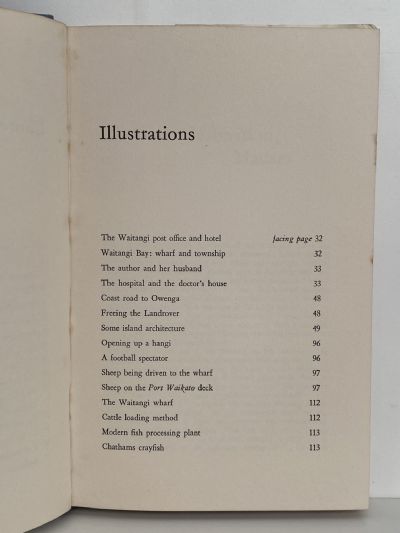 Illustrations
The Waitangi post office and hotel facing page 32
Waitangi Bay: wharf and township 32
The author and her husband 33
The hospital and the doctor's house 33
Coast road to Owenga 48
Freeing the Landrover 48
Some island architecture 49
Opening up a hangi 96
A football spectator 96
Sheep being driven to the wharf 97
Sheep on the Port Waikato deck 97
The Waitangi wharf 112
Cattle loading method 112
Modern fish processing plant 113
Chathams crayfish 113